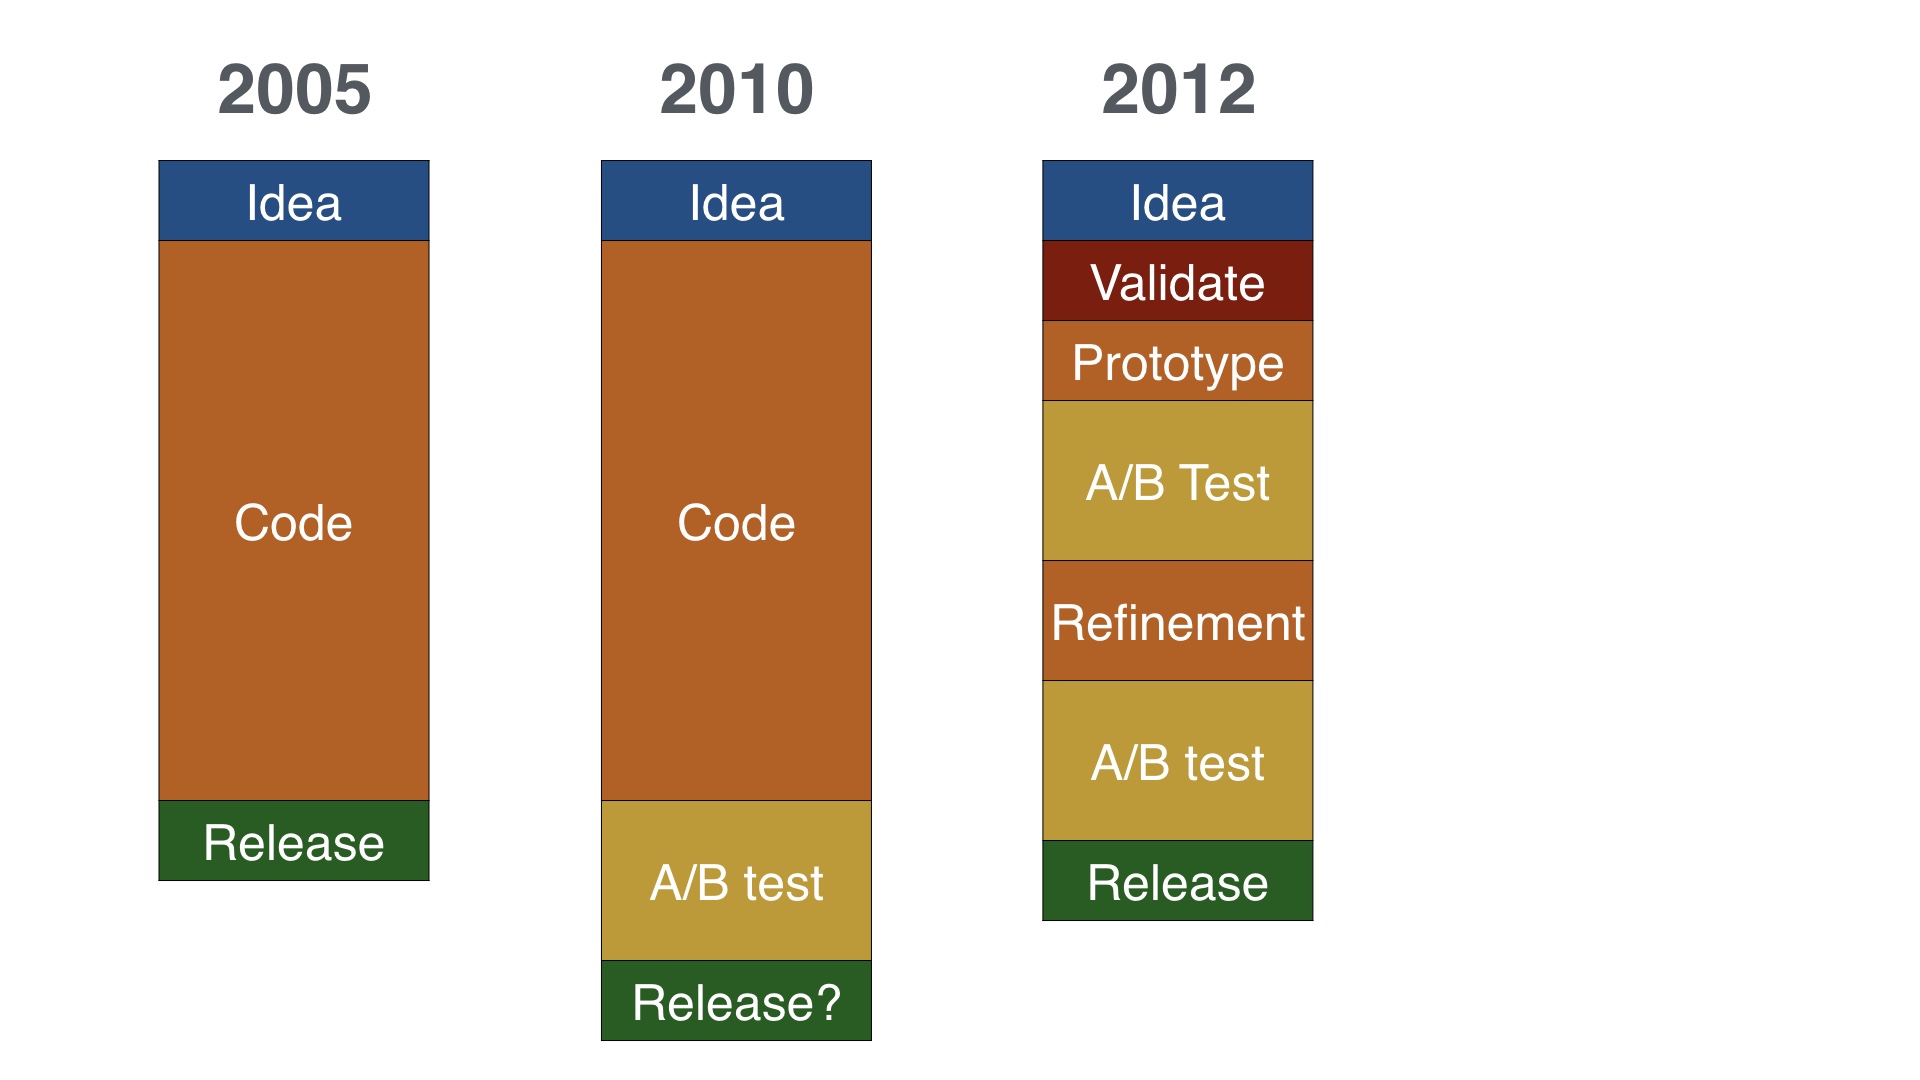 2005
Idea
Code
Release
2010
Idea
Code
A/B test
Release?
2012
Idea
Validate
Prototype
A/B Test
Refinement
A/B test
Release